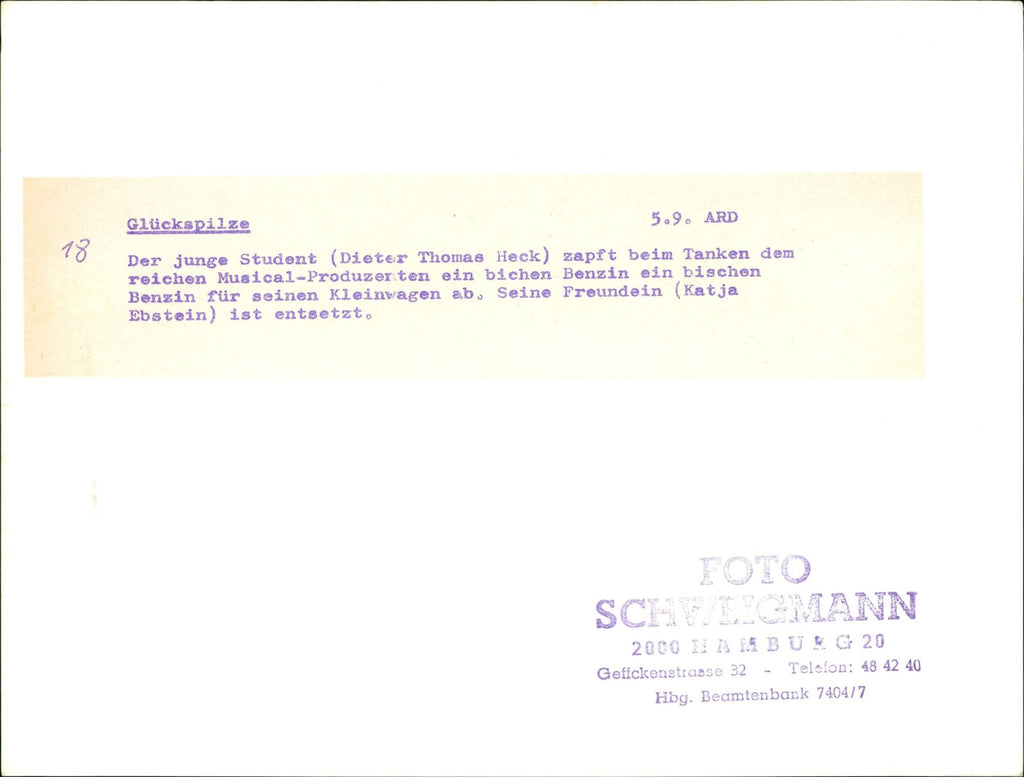 Glückspilze 5.9. ARD
18
Der junge Student (Dieter Thomas Heck) zapft beim Tanken dem
reichen Musical-Produzenten ein bichen Benzin ein bischen
Benzin für seinen Kleinwagen ab. Seine Freundein (Katja
Ebstein) ist entsetzt.
FOTO
SCHWEIGMANN
2000 HAMBURG 20
Geffckenstrasse 32 - Telefon: 48 42 40
Hbg. Beamtenbank 7404/7